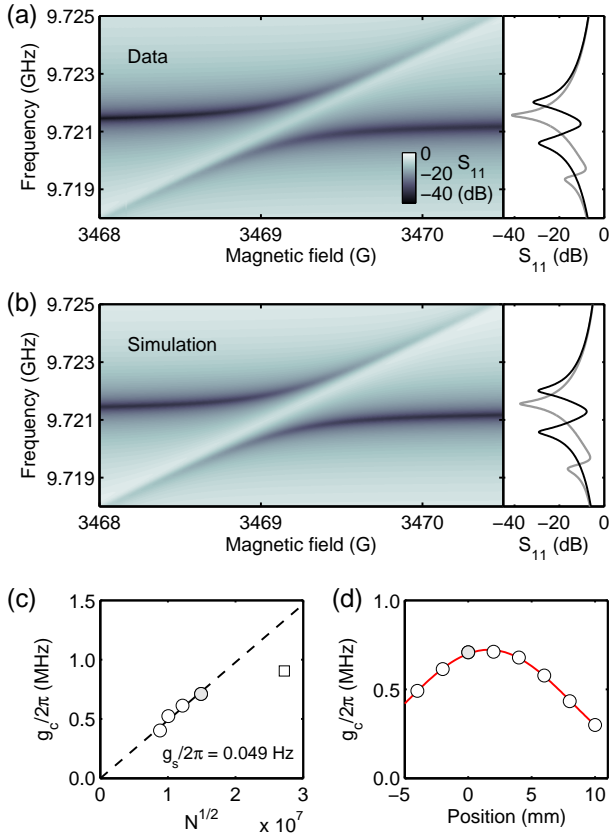 (a)
9.725
9.723
9.721
9.719
Frequency (GHz)
Data
0
−20
−40
S11
(dB)
3468
3469
3470
Magnetic field (G)
−40 −20 0
S11 (dB)
(b)
9.725
9.723
9.721
9.719
Frequency (GHz)
Simulation
3468
3469
3470
Magnetic field (G)
−40 −20 0
S11 (dB)
(c)
1.5
1.0
0.5
0.0
gc/2π (MHz)
gs/2π = 0.049 Hz
0 1 2 3
N1/2
× 10^7
(d)
1.0
0.5
0.0
gc/2π (MHz)
−5 0 5 10
Position (mm)